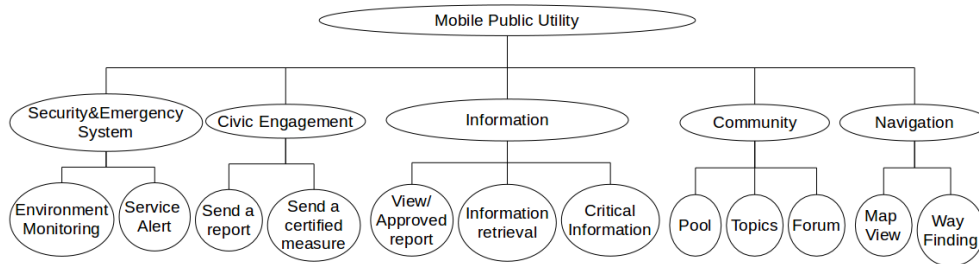 Mobile Public Utility
Security&Emergency
System
Civic Engagement
Information
Community
Navigation
Environment
Monitoring
Service
Alert
Send a
report
Send a
certified
measure
View/
Approved
report
Information
retrieval
Critical
Information
Pool
Topics
Forum
Map
View
Way
Finding